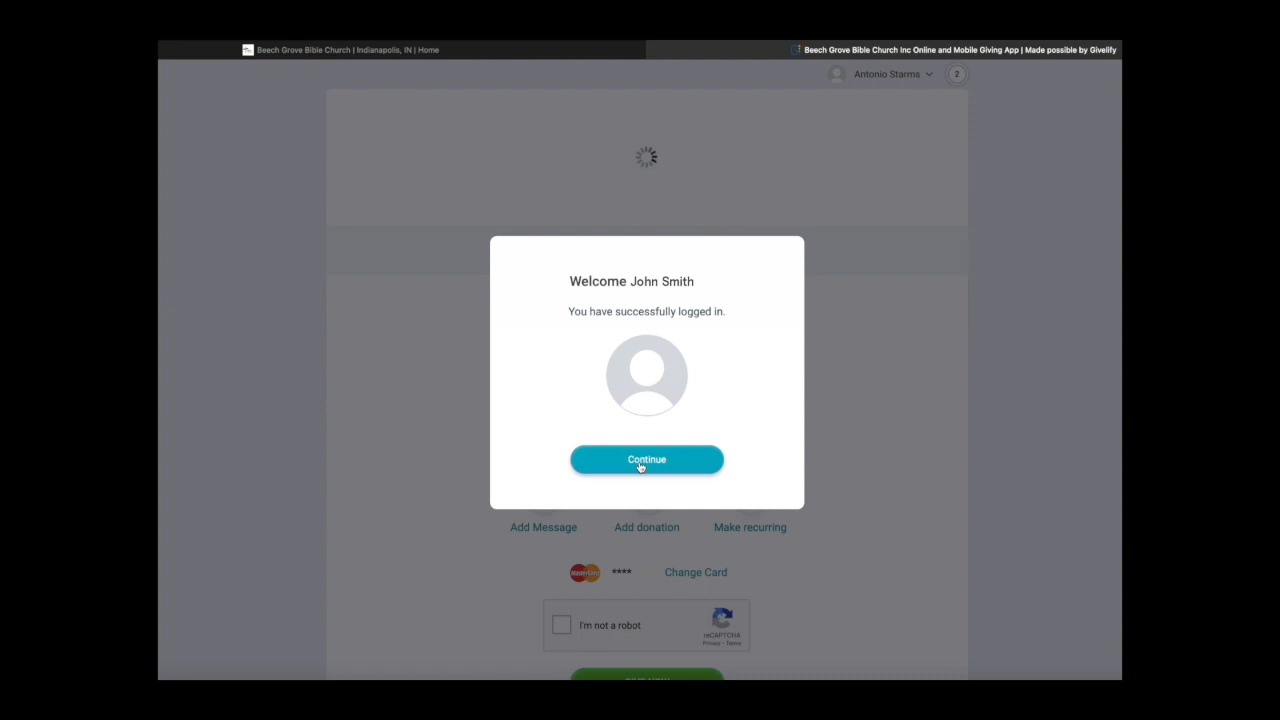 Beech Grove Bible Church | Indianapolis, IN | Home
Beech Grove Bible Church Inc Online and Mobile Giving App | Made possible by Givelify
Antonio Starms
2
Welcome John Smith
You have successfully logged in.
Continue
Add Message
Add donation
Make recurring
MasterCard
****
Change Card
I'm not a robot
reCAPTCHA
Privacy - Terms